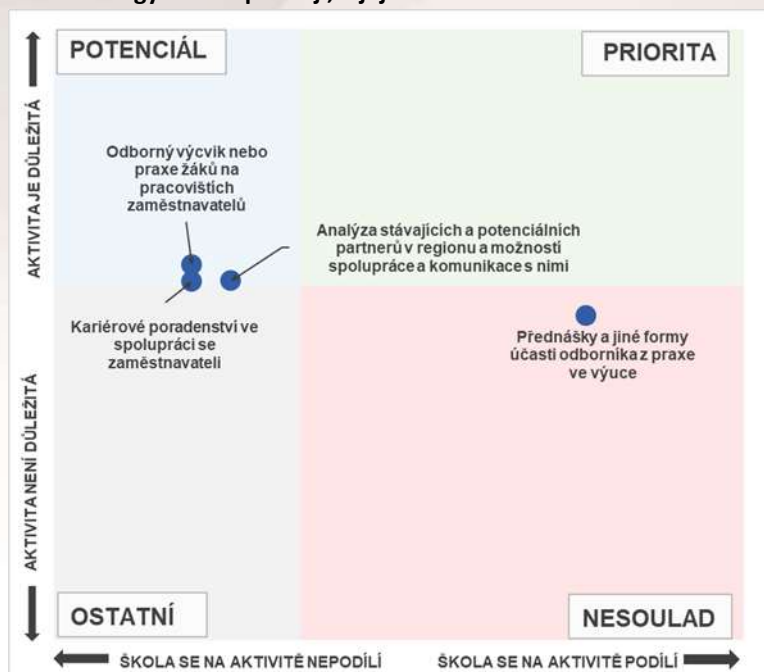 POTENCIÁL
PRIORITA
AKTIVITA JE DŮLEŽITÁ
Odborný výcvik nebo
praxe žáků na
pracovištích
zaměstnavatelů
Analýza stávajících a potenciálních
partnerů v regionu a možnosti
spolupráce a komunikace s nimi
Kariérové poradenství ve
spolupráci se
zaměstnavateli
Přednášky a jiné formy
účasti odborníka z praxe
ve výuce
AKTIVITA NENÍ DŮLEŽITÁ
OSTATNÍ
NESOULAD
ŠKOLA SE NA AKTIVITĚ NEPODÍLÍ
ŠKOLA SE NA AKTIVITĚ PODÍLÍ